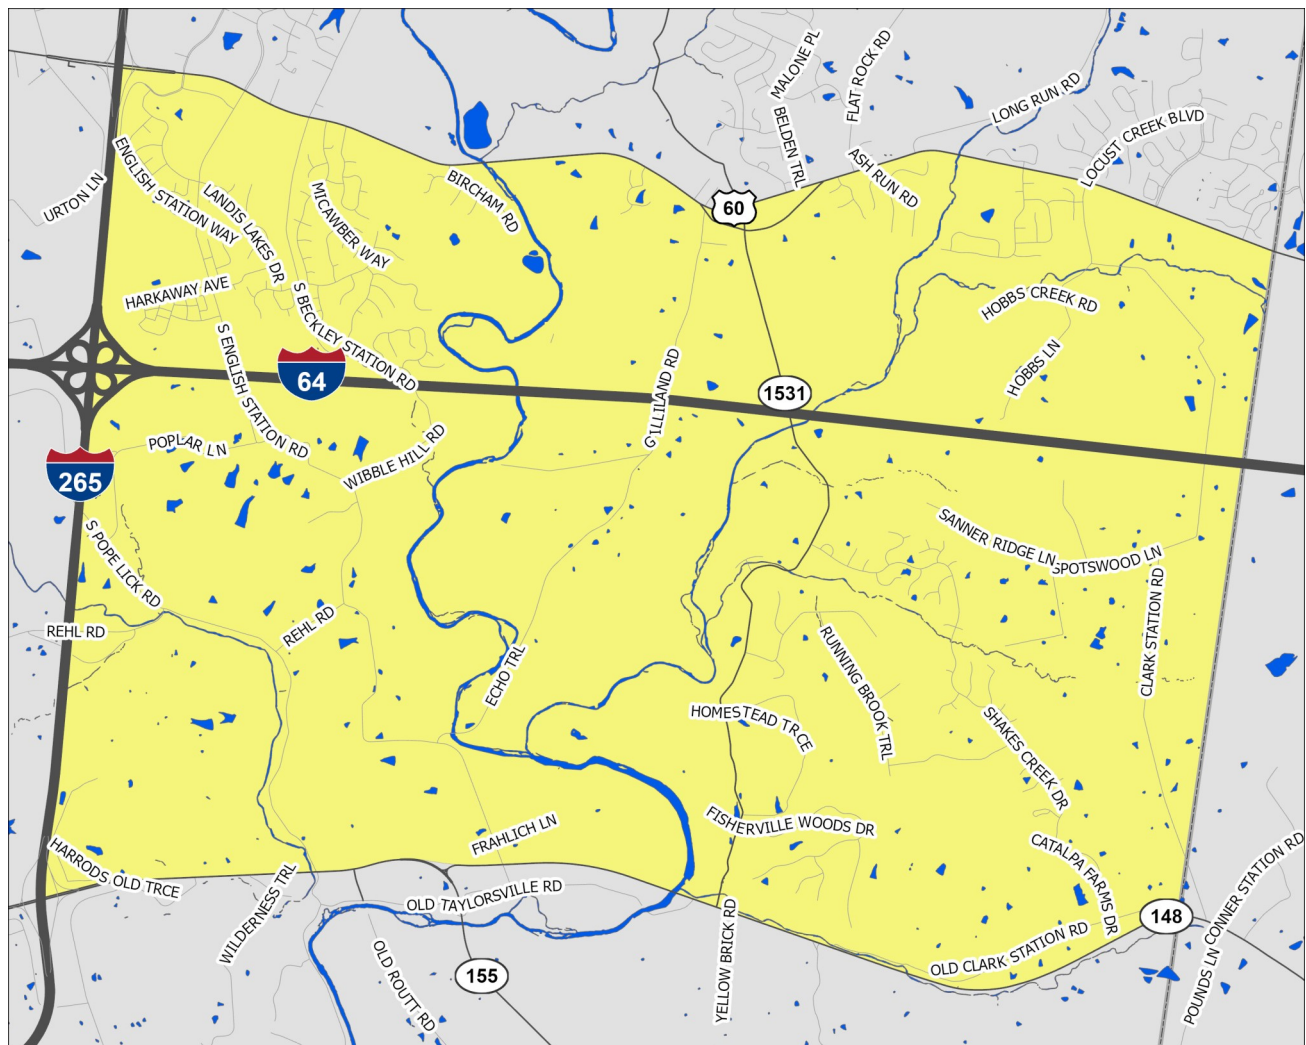 MALONE PL
FLAT ROCK RD
LONG RUN RD
LOCUST CREEK BLVD
BELDEN TRL
ASH RUN RD
ENGLISH STATION WAY
URTON LN
LANDIS LAKES DR
MICAWBER WAY
BIRCHAM RD
60
HARKAWAY AVE
S BECKLEY STATION RD
HOBBS CREEK RD
S ENGLISH STATION RD
64
GILLILAND RD
1531
HOBBS LN
POPLAR LN
WIBBLE HILL RD
265
S POPE LICK RD
SANNER RIDGE LN
SPOTSWOOD LN
CLARK STATION RD
REHL RD
REHL RD
ECHO TRL
RUNNING BROOK TRL
HOMESTEAD TRCE
SHAKES CREEK DR
FRAHLICH LN
FISHERVILLE WOODS DR
HARRODS OLD TRCE
CATALPA FARMS DR
CONNER STATION RD
WILDERNESS TRL
OLD TAYLORSVILLE RD
YELLOW BRICK RD
148
OLD CLARK STATION RD
OLD ROUTT RD
155
POUNDS LN